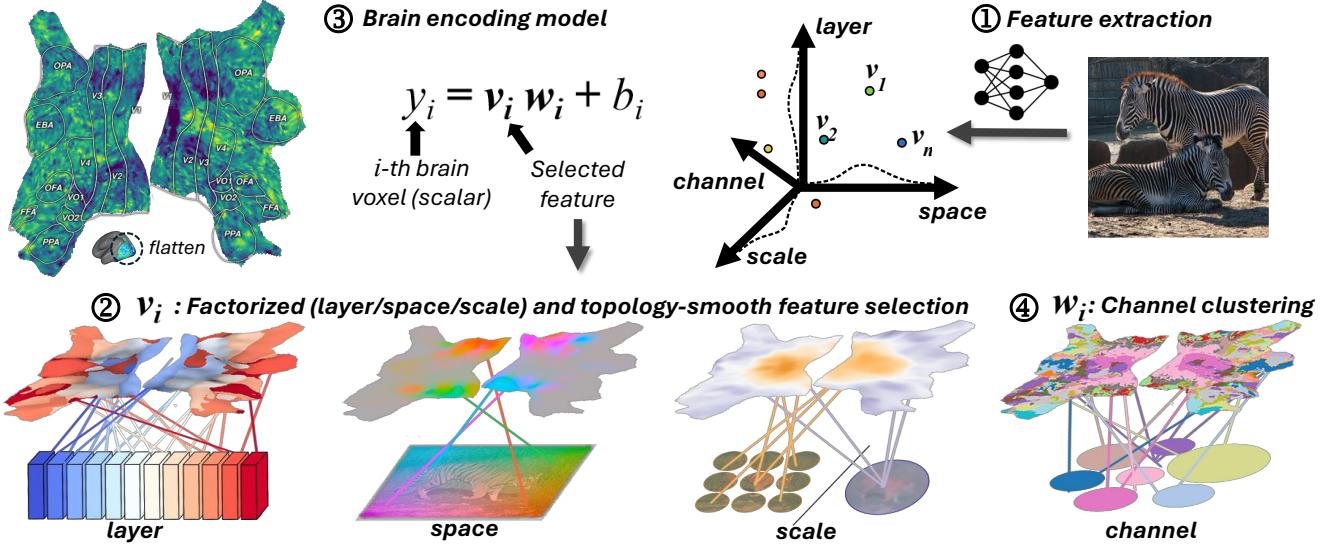 ③ Brain encoding model
y_i = v_i w_i + b_i
i-th brain
voxel (scalar)
Selected
feature
layer
v_1
v_2
v_n
channel
space
scale
① Feature extraction
OPA
V3
V1
EBA
V4
V2
OFA
VO1
VO2
FFA
PPA
OPA
EBA
V4
V2
V3
VO1
OFA
VO2
FFA
PPA
flatten
② v_i : Factorized (layer/space/scale) and topology-smooth feature selection
④ w_i: Channel clustering
layer
space
scale
channel